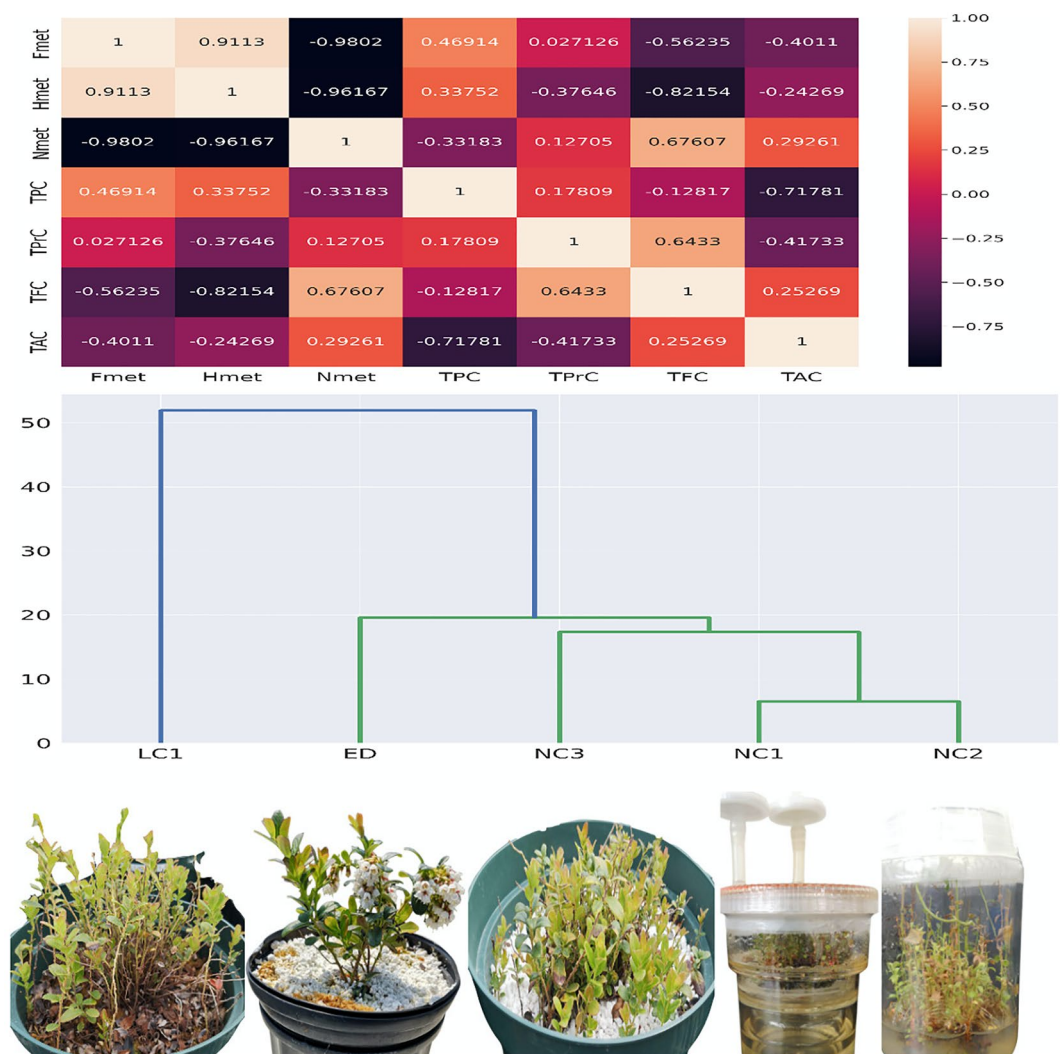 1.00
Fmet 1 0.9113 -0.9802 0.46914 0.027126 -0.56235 -0.4011
0.75
Hmet 0.9113 1 -0.96167 0.33752 -0.37646 -0.82154 -0.24269
0.50
Nmet -0.9802 -0.96167 1 -0.33183 0.12705 0.67607 0.29261
0.25
TPC 0.46914 0.33752 -0.33183 1 0.17809 -0.12817 -0.71781
0.00
TPrC 0.027126 -0.37646 0.12705 0.17809 1 0.6433 -0.41733
−0.25
TFC -0.56235 -0.82154 0.67607 -0.12817 0.6433 1 0.25269
−0.50
TAC -0.4011 -0.24269 0.29261 -0.71781 -0.41733 0.25269 1
−0.75
Fmet Hmet Nmet TPC TPrC TFC TAC
50
40
30
20
10
0
LC1 ED NC3 NC1 NC2